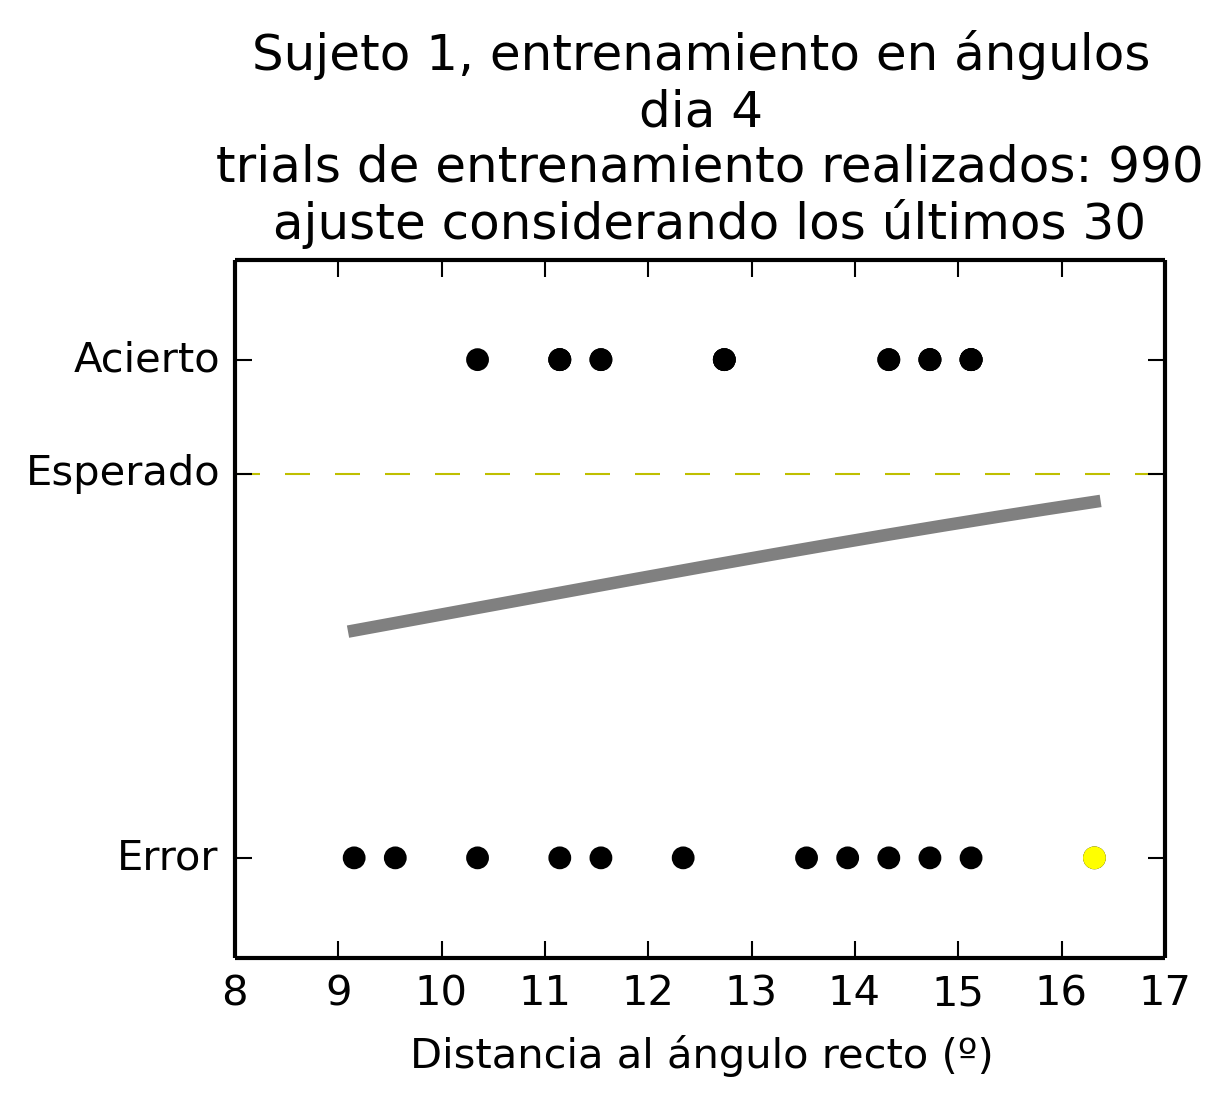 Sujeto 1, entrenamiento en ángulos
dia 4
trials de entrenamiento realizados: 990
ajuste considerando los últimos 30
Acierto
Esperado
Error
8 9 10 11 12 13 14 15 16 17
Distancia al ángulo recto (º)